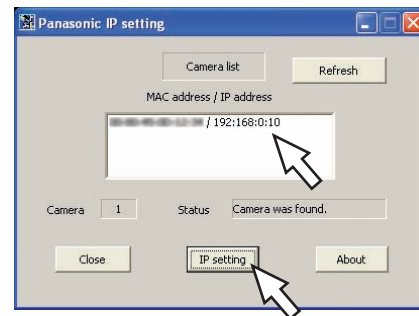 Panasonic IP setting
Camera list
Refresh
MAC address / IP address
/ 192:168:0:10
Camera 1 Status Camera was found.
Close IP setting About